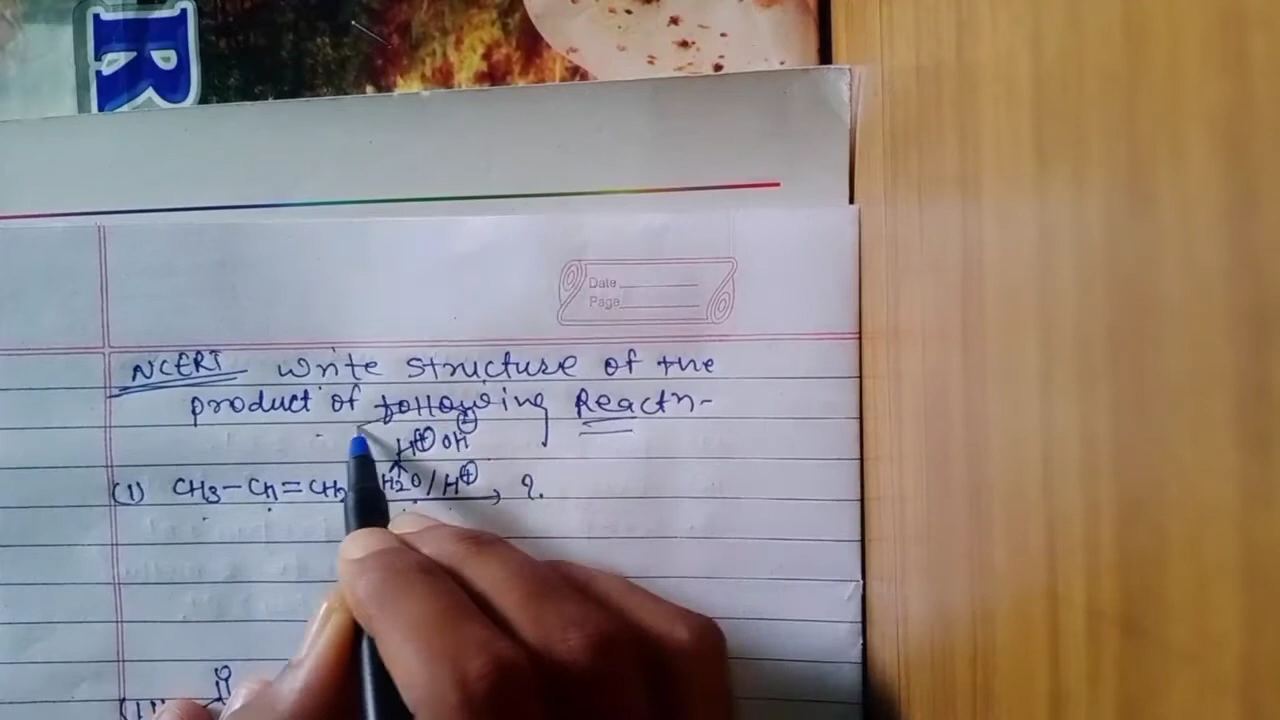 R
Date
Page
NCERT Write structure of the
product of following Reactn-
H⊕ OH⊖
(1) CH3-CH=CH2 H2O/H⊕ → ?